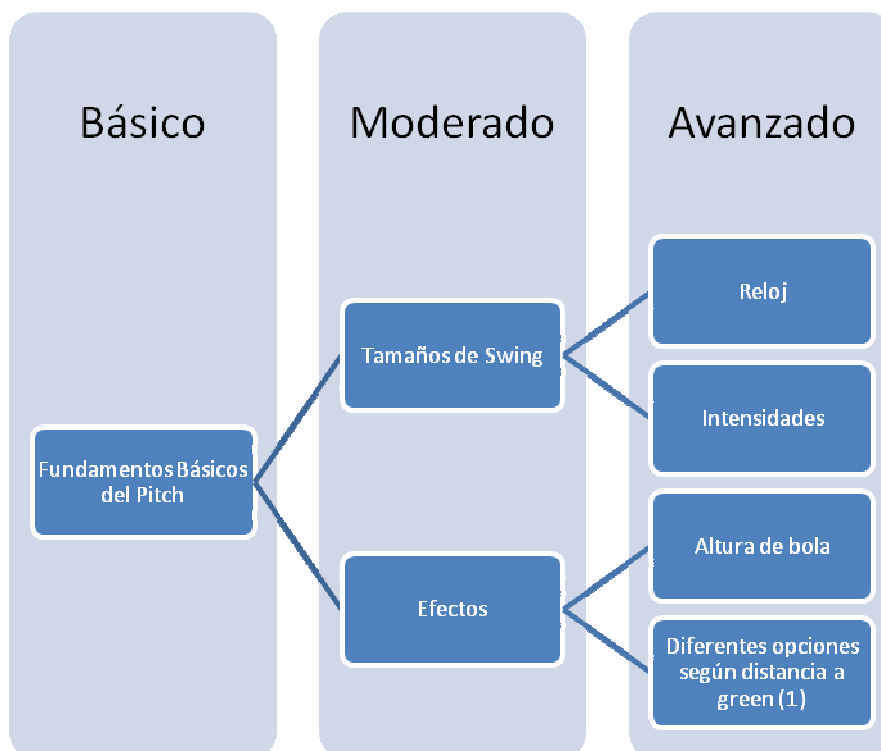 Básico
Moderado
Avanzado
Fundamentos Básicos
del Pitch
Tamaños de Swing
Efectos
Reloj
Intensidades
Altura de bola
Diferentes opciones
según distancia a
green (1)